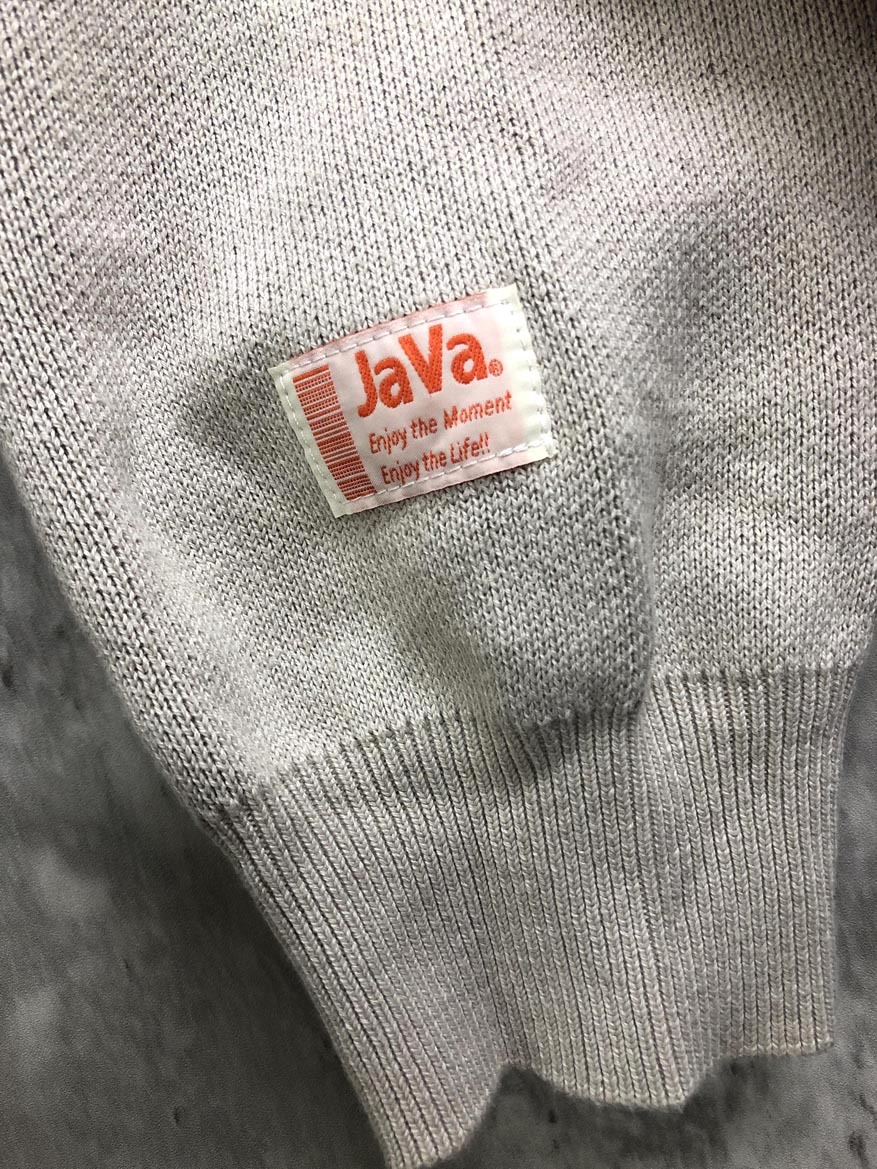 JaVa.®
Enjoy the Moment
Enjoy the Life!!